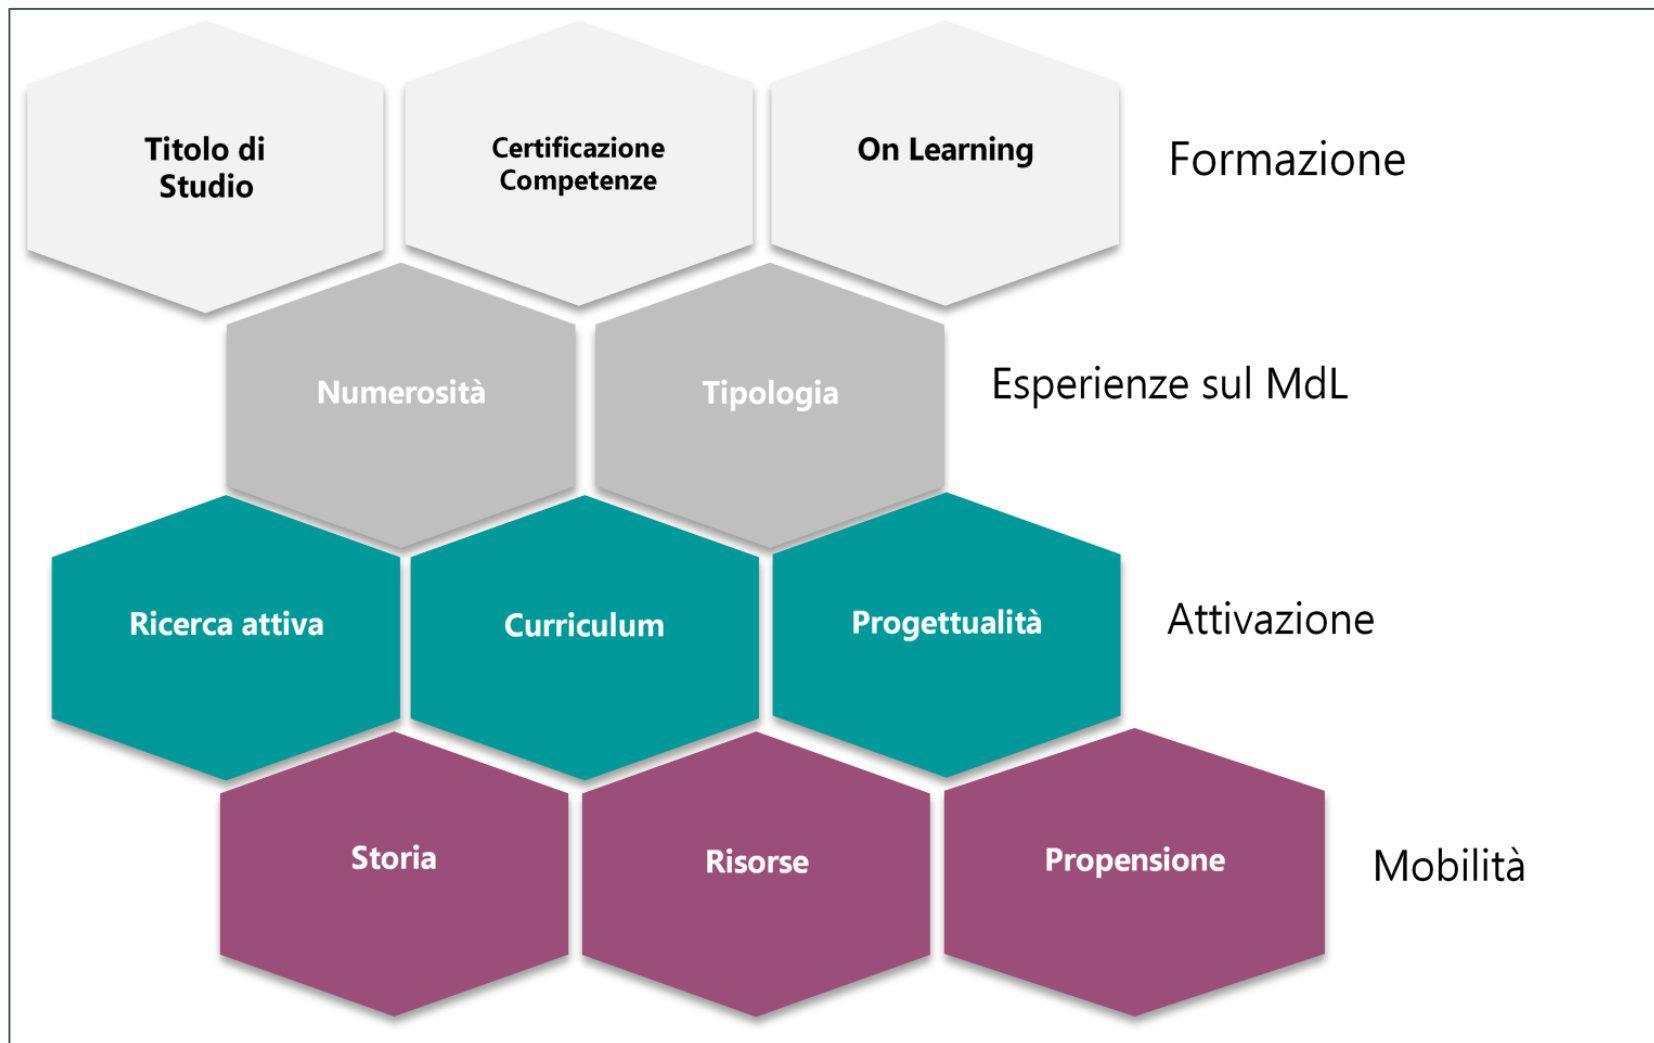 Titolo di
Studio
Certificazione
Competenze
On Learning
Formazione
Numerosità
Tipologia
Esperienze sul MdL
Ricerca attiva
Curriculum
Progettualità
Attivazione
Storia
Risorse
Propensione
Mobilità